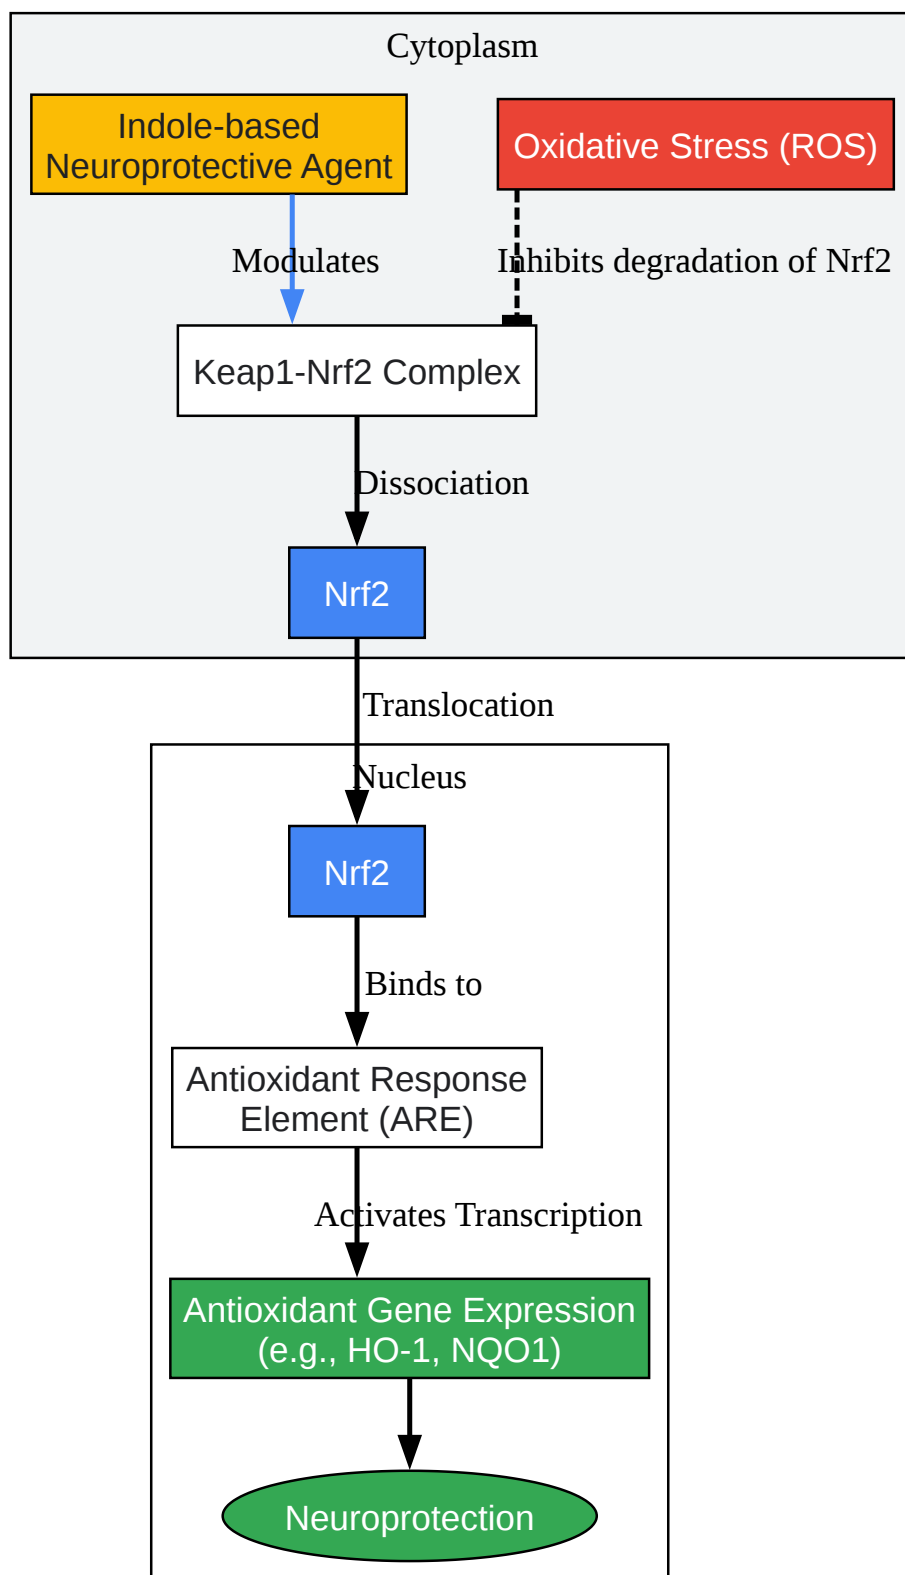 Cytoplasm
Indole-based
Neuroprotective Agent
Oxidative Stress (ROS)
Modulates
Inhibits degradation of Nrf2
Keap1-Nrf2 Complex
Dissociation
Nrf2
Translocation
Nucleus
Nrf2
Binds to
Antioxidant Response
Element (ARE)
Activates Transcription
Antioxidant Gene Expression
(e.g., HO-1, NQO1)
Neuroprotection